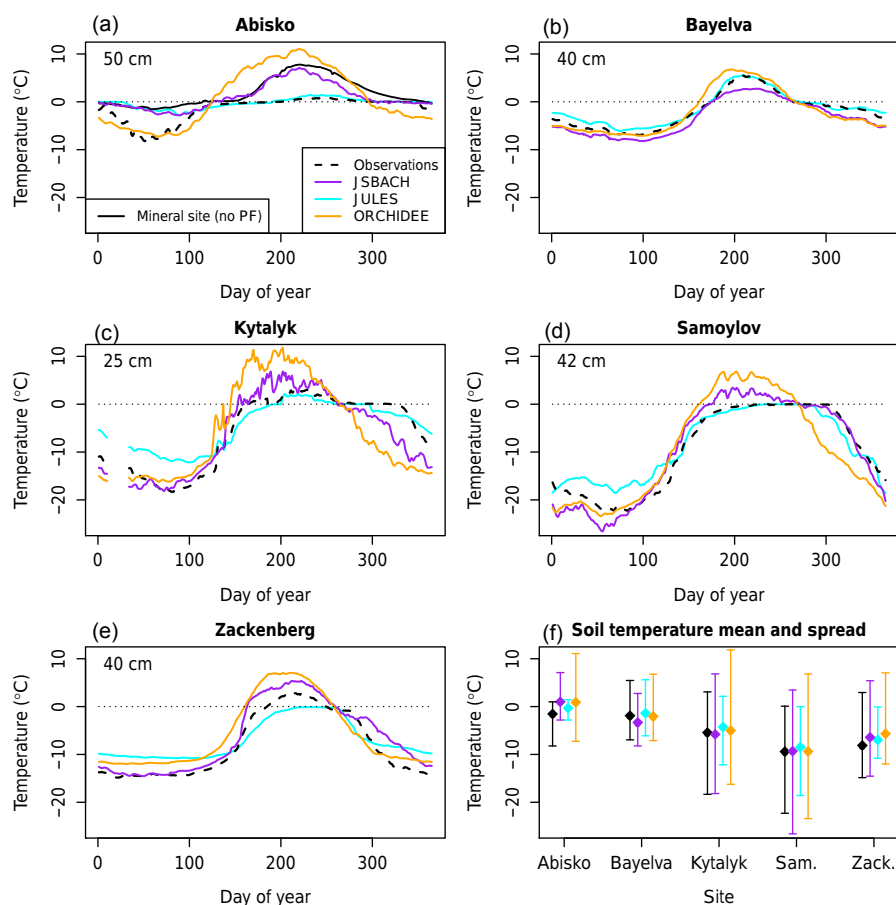 (a) Abisko
50 cm
Temperature (°C)
10
0
−10
−20
Observations
JSBACH
JULES
ORCHIDEE
Mineral site (no PF)
0 100 200 300
Day of year
(b) Bayelva
40 cm
Temperature (°C)
10
0
−10
−20
0 100 200 300
Day of year
(c) Kytalyk
25 cm
Temperature (°C)
10
0
−10
−20
0 100 200 300
Day of year
(d) Samoylov
42 cm
Temperature (°C)
10
0
−10
−20
0 100 200 300
Day of year
(e) Zackenberg
40 cm
Temperature (°C)
10
0
−10
−20
0 100 200 300
Day of year
(f) Soil temperature mean and spread
Temperature (°C)
10
0
−10
−20
Abisko Bayelva Kytalyk Sam. Zack.
Site